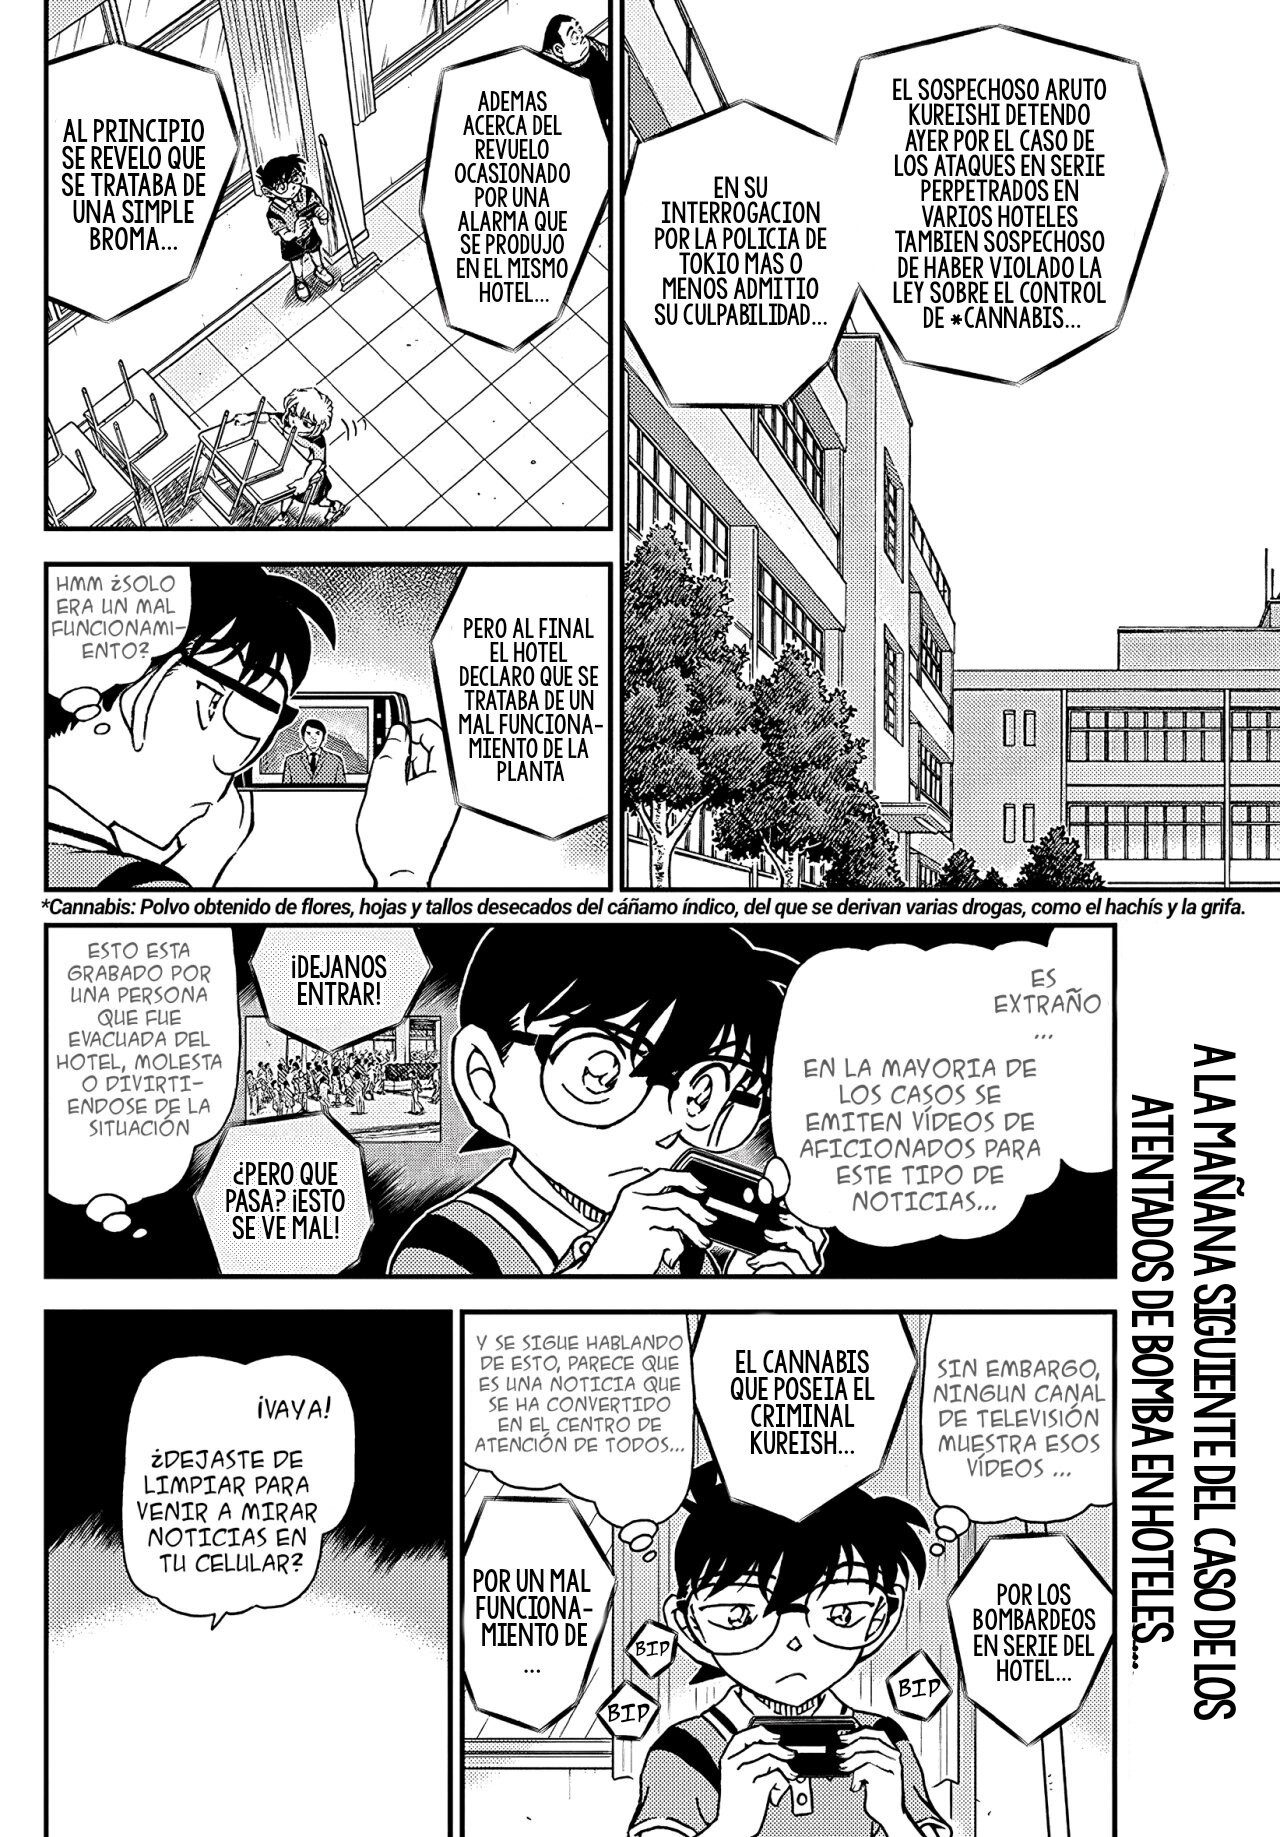 EL SOSPECHOSO ARUTO
KUREISHI DETENDO
AYER POR EL CASO DE
LOS ATAQUES EN SERIE
PERPETRADOS EN
VARIOS HOTELES
TAMBIEN SOSPECHOSO
DE HABER VIOLADO LA
LEY SOBRE EL CONTROL
DE *CANNABIS...
EN SU
INTERROGACION
POR LA POLICIA DE
TOKIO MAS O
MENOS ADMITIO
SU CULPABILIDAD...
ADEMAS
ACERCA DEL
REVUELO
OCASIONADO
POR UNA
ALARMA QUE
SE PRODUJO
EN EL MISMO
HOTEL...
AL PRINCIPIO
SE REVELO QUE
SE TRATABA DE
UNA SIMPLE
BROMA...
PERO AL FINAL
EL HOTEL
DECLARO QUE SE
TRATABA DE UN
MAL FUNCIONA-
MIENTO DE LA
PLANTA
HMM ¿SOLO
ERA UN MAL
FUNCIONAMI-
ENTO?
*Cannabis: Polvo obtenido de flores, hojas y tallos desecados del cáñamo índico, del que se derivan varias drogas, como el hachís y la grifa.
A LA MAÑANA SIGUIENTE DEL CASO DE LOS
ATENTADOS DE BOMBA EN HOTELES...
ES
EXTRAÑO
...
EN LA MAYORIA DE
LOS CASOS SE
EMITEN VÍDEOS DE
AFICIONADOS PARA
ESTE TIPO DE
NOTICIAS...
¡DEJANOS
ENTRAR!
¿PERO QUE
PASA? ¡ESTO
SE VE MAL!
ESTO ESTA
GRABADO POR
UNA PERSONA
QUE FUE
EVACUADA DEL
HOTEL, MOLESTA
O DIVIRTI-
ENDOSE DE LA
SITUACIÓN
SIN EMBARGO,
NINGUN CANAL
DE TELEVISIÓN
MUESTRA ESOS
VÍDEOS ...
POR LOS
BOMBARDEOS
EN SERIE DEL
HOTEL...
EL CANNABIS
QUE POSEIA EL
CRIMINAL
KUREISH...
Y SE SIGUE HABLANDO
DE ESTO, PARECE QUE
ES UNA NOTICIA QUE
SE HA CONVERTIDO
EN EL CENTRO DE
ATENCIÓN DE TODOS...
POR UN MAL
FUNCIONA-
MIENTO DE
...
BIP
BIP
BIP
¡VAYA!
¿DEJASTE DE
LIMPIAR PARA
VENIR A MIRAR
NOTICIAS EN
TU CELULAR?